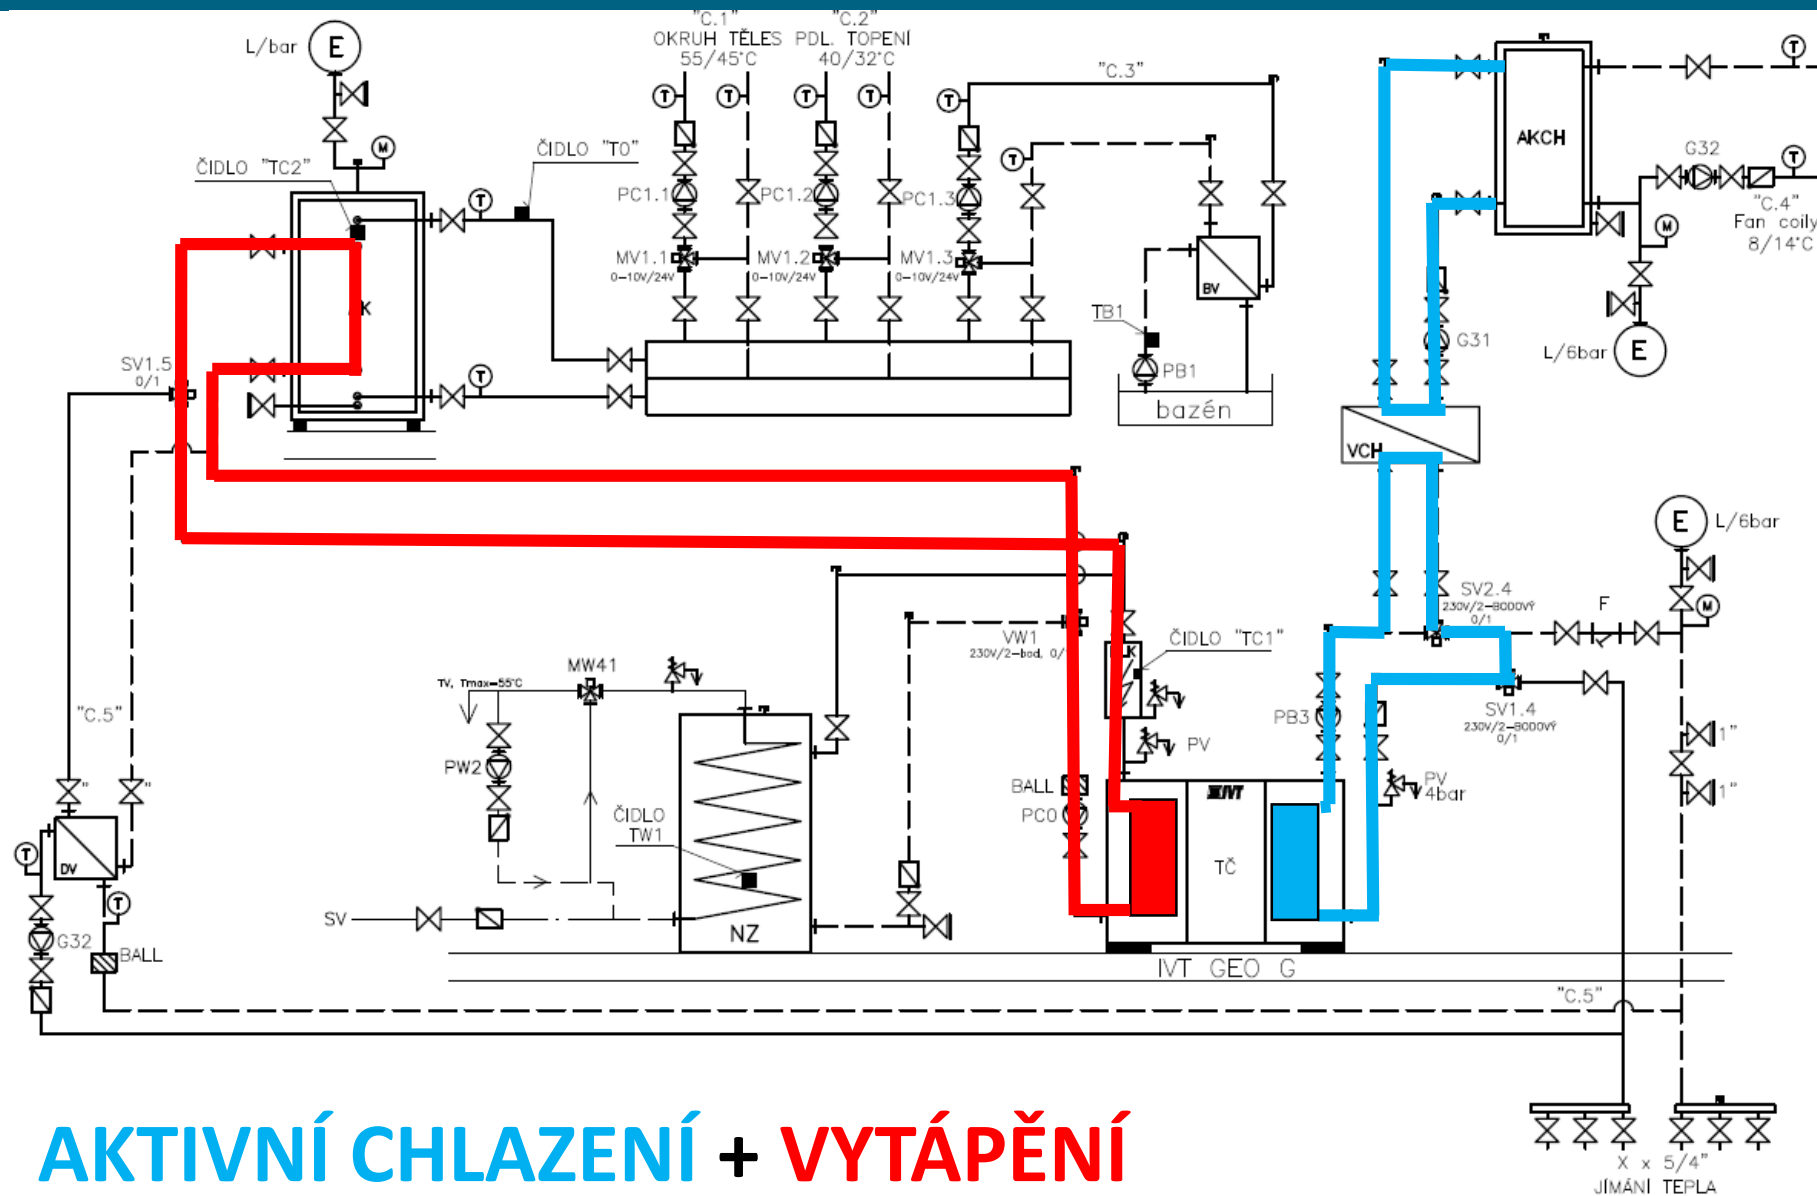 "C.1"
OKRUH TĚLES
55/45°C
"C.2"
PDL. TOPENÍ
40/32°C
"C.3"
L/bar
E
M
T
T
T
T
T
T
T
ČIDLO "TC2"
ČIDLO "T0"
T
T
PC1.1
PC1.2
PC1.3
MV1.1
0-10V/24V
MV1.2
0-10V/24V
MV1.3
0-10V/24V
BV
TB1
PB1
bazén
SV1.5
0/1
AKCH
T
G32
T
"C.4"
Fan coily
8/14°C
M
L/6bar
E
G31
VCH
E
L/6bar
M
SV2.4
230V/2-BODOVÝ
0/1
F
SV1.4
230V/2-BODOVÝ
0/1
VW1
230V/2-bod, 0/
ČIDLO "TC1"
PB3
PV
PV
4bar
1"
1"
MW41
TV, Tmax=55°C
PW2
ČIDLO
TW1
SV
NZ
BALL
PC0
IVT
TČ
IVT GEO G
"C.5"
DV
T
T
G32
BALL
"C.5"
X x 5/4"
JÍMÁNÍ TEPLA
AKTIVNÍ CHLAZENÍ + VYTÁPĚNÍ